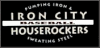 PUMPING IRON &
IRON CITY
BASEBALL
HOUSEROCKERS
SWEATING STEEL